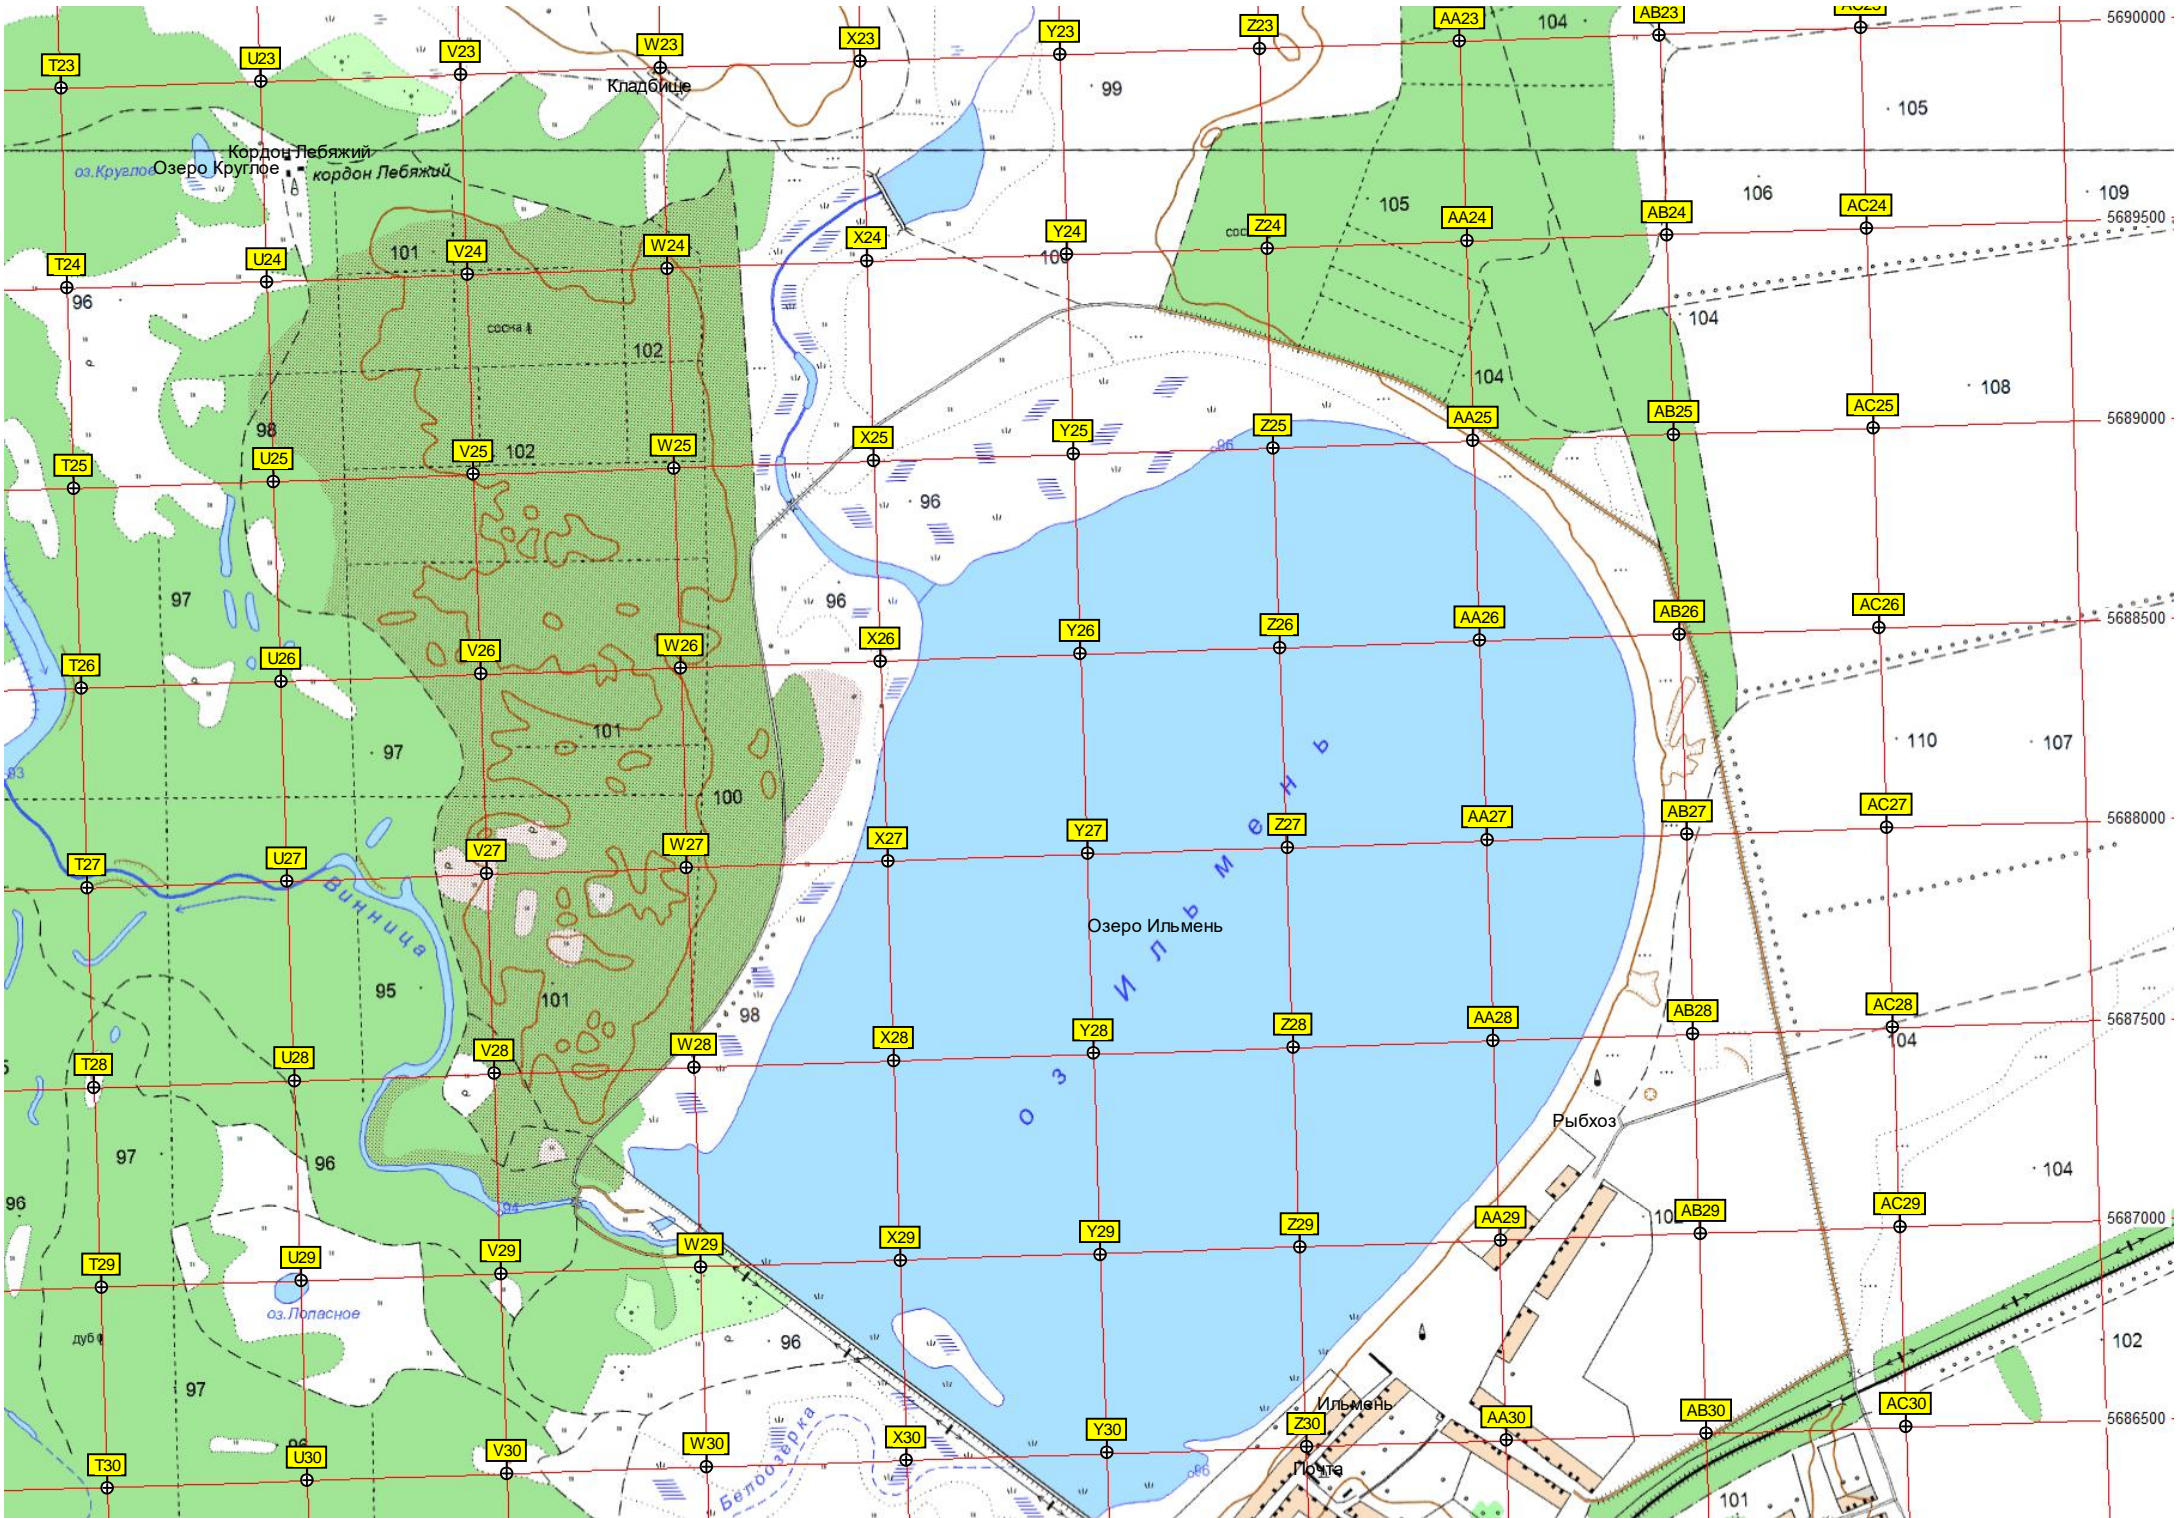 T23
U23
V23
W23
X23
Y23
Z23
AA23
AB23
5690000
104
Кладбище
99
105
Кордон Лебяжий
оз.Круглое
Озеро Круглое
кордон Лебяжий
105
106
109
T24
U24
V24
W24
X24
Y24
Z24
AA24
AB24
AC24
5689500
101
96
104
сосна
102
104
108
T25
U25
V25
W25
X25
Y25
Z25
AA25
AB25
AC25
5689000
98
102
96
96
97
96
T26
U26
V26
W26
X26
Y26
Z26
AA26
AB26
AC26
5688500
97
101
110
107
93
100
T27
U27
V27
W27
X27
Y27
Z27
AA27
AB27
AC27
5688000
Винница
Озеро Ильмень
оз Ильмень
95
101
98
T28
U28
V28
W28
X28
Y28
Z28
AA28
AB28
AC28
5687500
104
Рыбхоз
97
96
104
96
94
T29
U29
V29
W29
X29
Y29
Z29
AA29
AB29
AC29
5687000
оз.Лопасное
дуб
96
102
97
Ильмень
T30
U30
V30
W30
X30
Y30
Z30
AA30
AB30
AC30
5686500
Белоозёрка
Почта
96
101